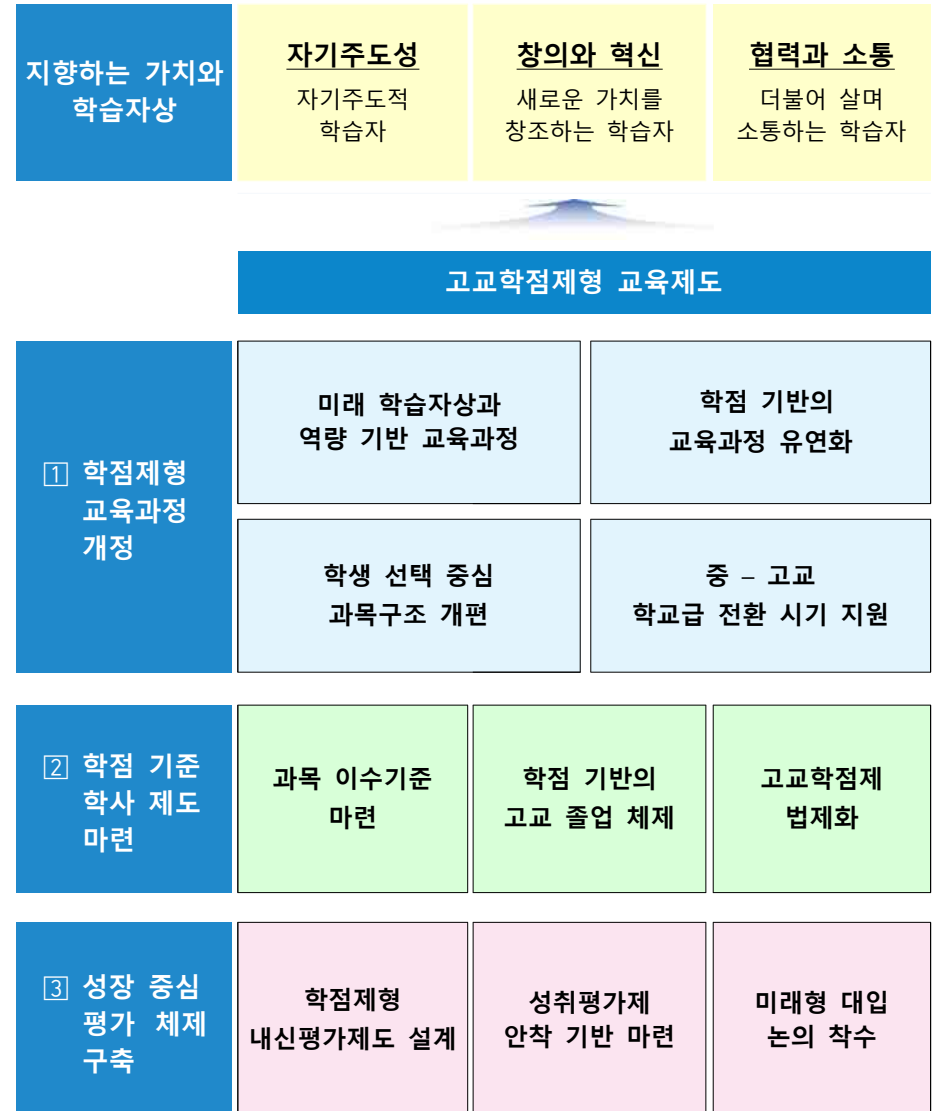 지향하는 가치와
학습자상
자기주도성
자기주도적
학습자
창의와 혁신
새로운 가치를
창조하는 학습자
협력과 소통
더불어 살며
소통하는 학습자
고교학점제형 교육제도
1 학점제형
교육과정
개정
미래 학습자상과
역량 기반 교육과정
학점 기반의
교육과정 유연화
학생 선택 중심
과목구조 개편
중 – 고교
학교급 전환 시기 지원
2 학점 기준
학사 제도
마련
과목 이수기준
마련
학점 기반의
고교 졸업 체제
고교학점제
법제화
3 성장 중심
평가 체제
구축
학점제형
내신평가제도 설계
성취평가제
안착 기반 마련
미래형 대입
논의 착수